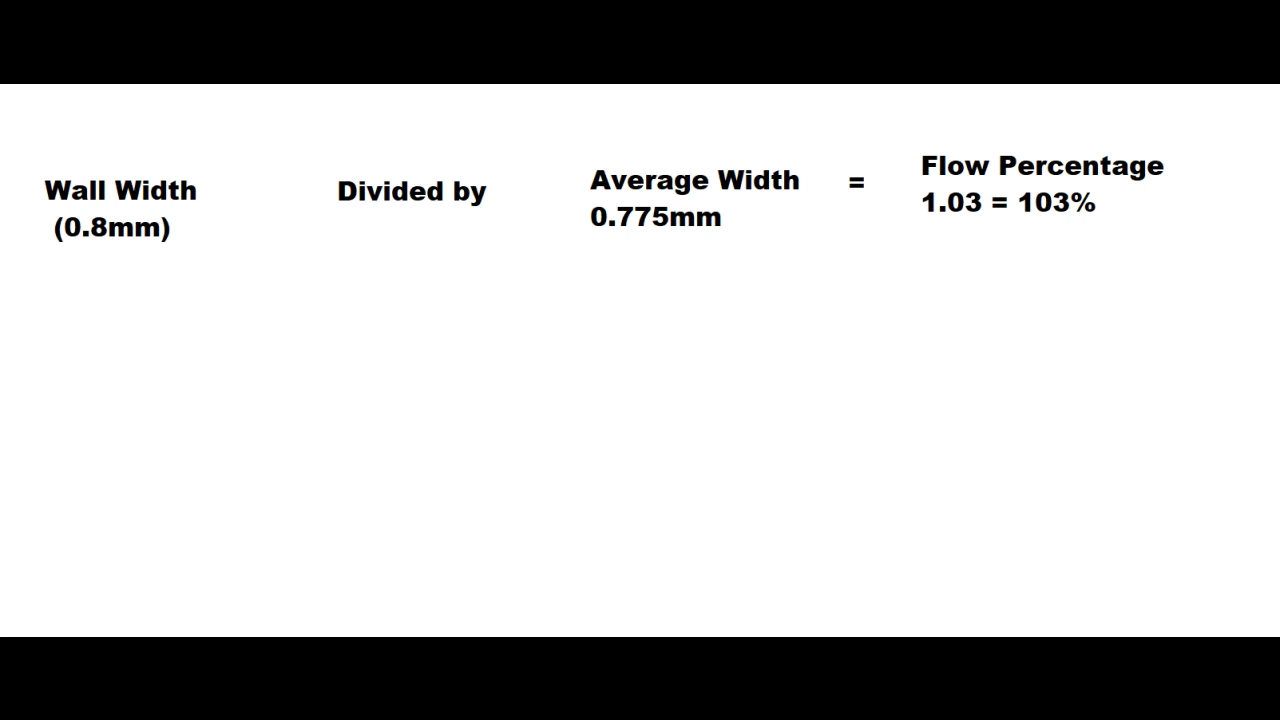 Wall Width
(0.8mm)
Divided by
Average Width
0.775mm
=
Flow Percentage
1.03 = 103%